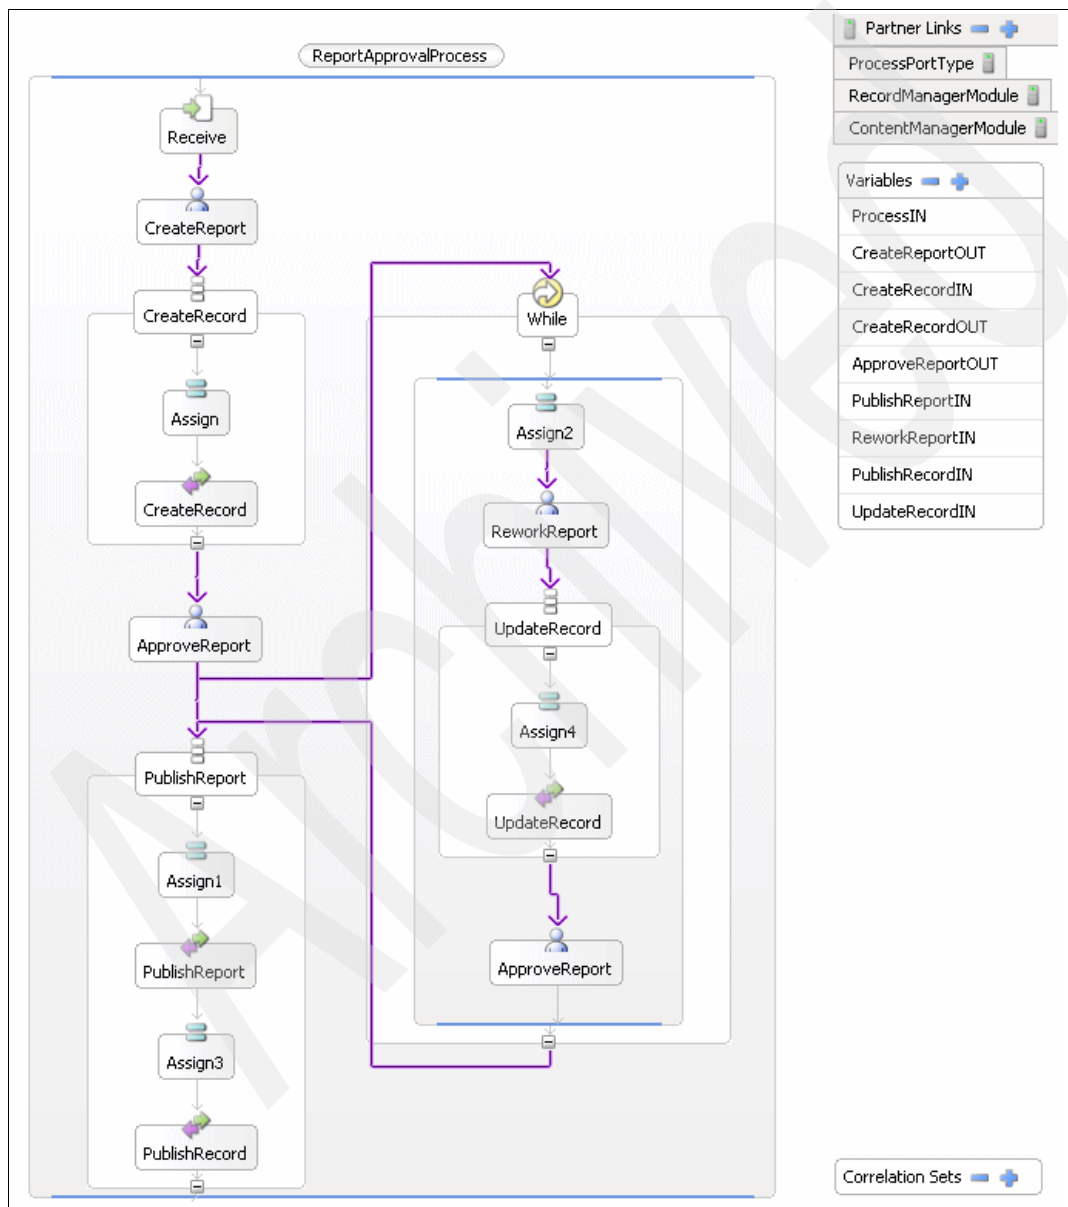 ReportApprovalProcess
Receive
CreateReport
CreateRecord
Assign
CreateRecord
ApproveReport
PublishReport
Assign1
PublishReport
Assign3
PublishRecord
While
Assign2
ReworkReport
UpdateRecord
Assign4
UpdateRecord
ApproveReport
Partner Links
ProcessPortType
RecordManagerModule
ContentManagerModule
Variables
ProcessIN
CreateReportOUT
CreateRecordIN
CreateRecordOUT
ApproveReportOUT
PublishReportIN
ReworkReportIN
PublishRecordIN
UpdateRecordIN
Correlation Sets
Archived